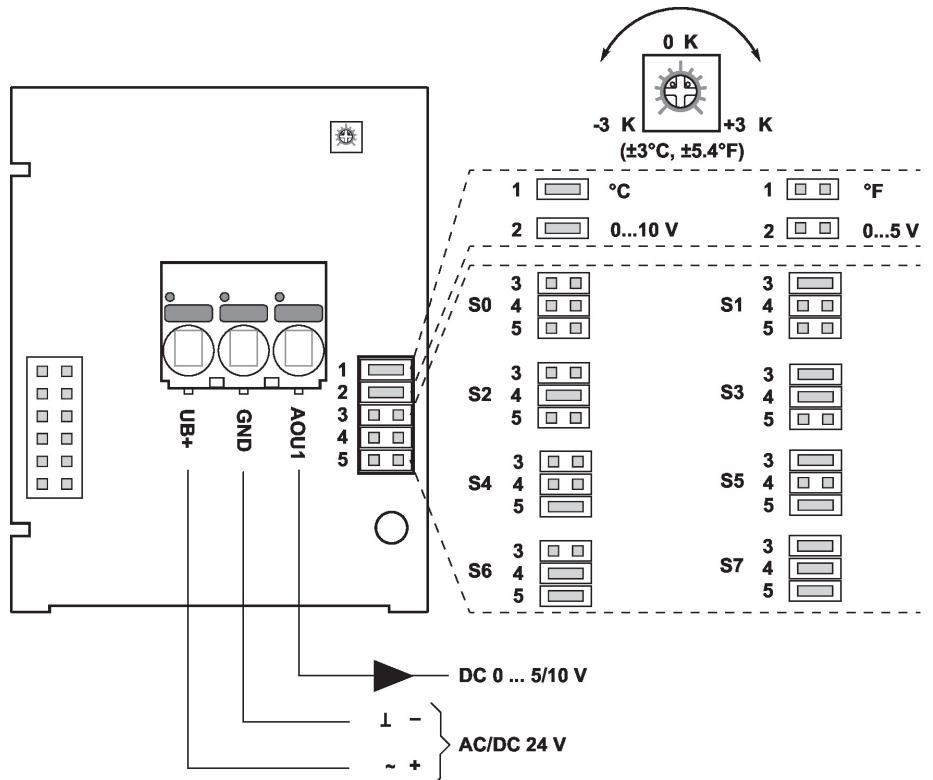 0 K
-3 K +3 K
(±3°C, ±5.4°F)
1 °C 1 °F
2 0...10 V 2 0...5 V
S0 3 4 5
S1 3 4 5
S2 3 4 5
S3 3 4 5
S4 3 4 5
S5 3 4 5
S6 3 4 5
S7 3 4 5
1
2
3
4
5
UB+
GND
AOU1
DC 0 ... 5/10 V
⊥ –
AC/DC 24 V
~ +